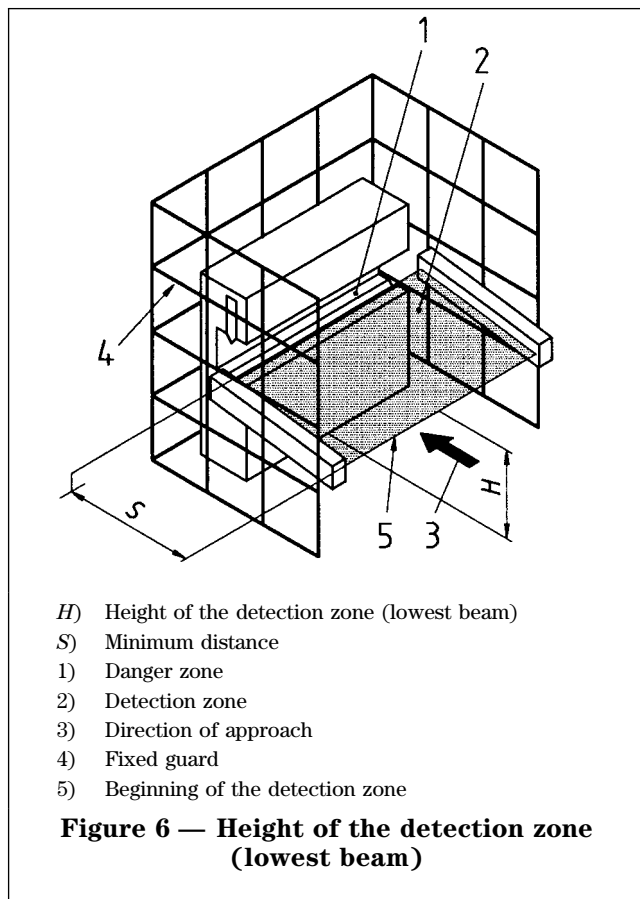 1
2
4
S
5
3
H
H) Height of the detection zone (lowest beam)
S) Minimum distance
1) Danger zone
2) Detection zone
3) Direction of approach
4) Fixed guard
5) Beginning of the detection zone
Figure 6 — Height of the detection zone
(lowest beam)